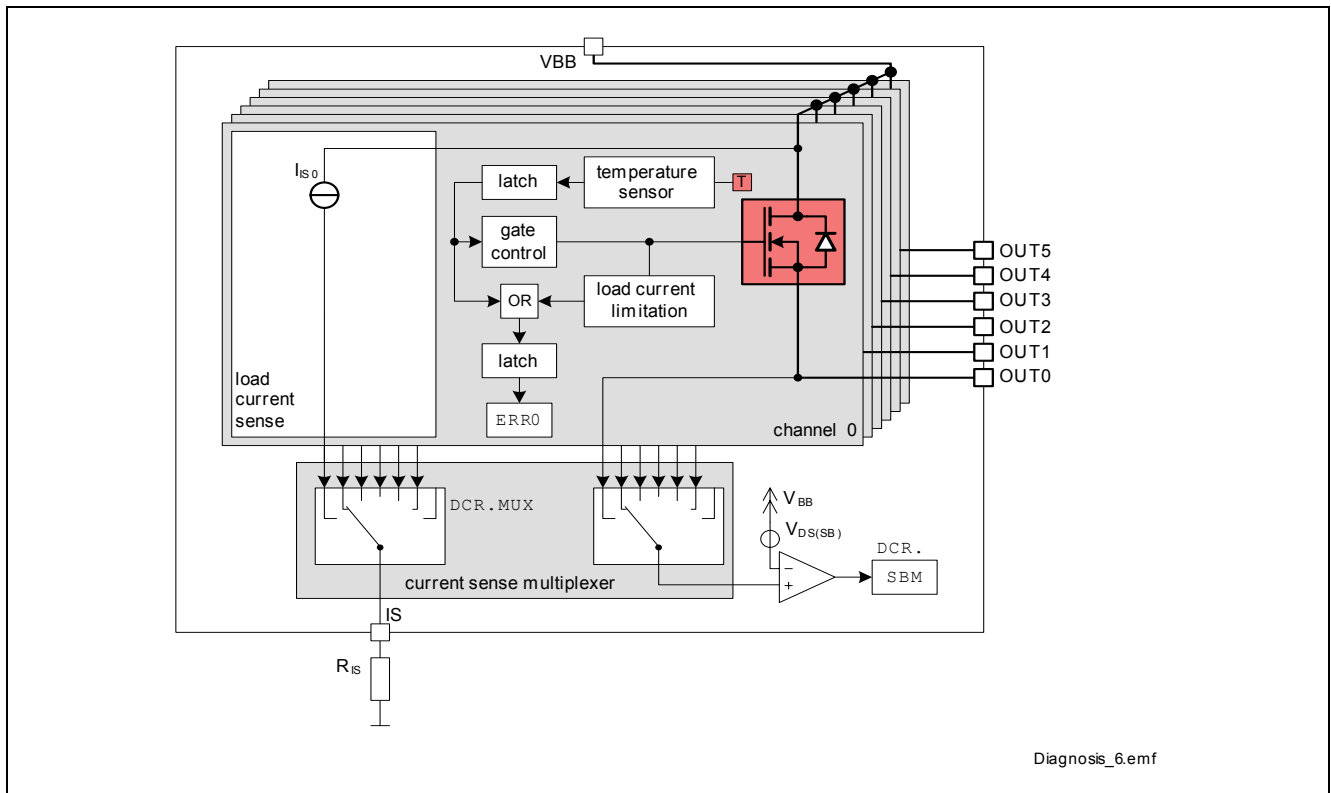 VBB
I IS0
latch
temperature
sensor
T
gate
control
load current
limitation
OR
latch
ERR0
load
current
sense
channel 0
OUT5
OUT4
OUT3
OUT2
OUT1
OUT0
DCR.MUX
current sense multiplexer
VBB
VDS(SB)
-
+
DCR.
SBM
IS
RIS
Diagnosis_6.emf